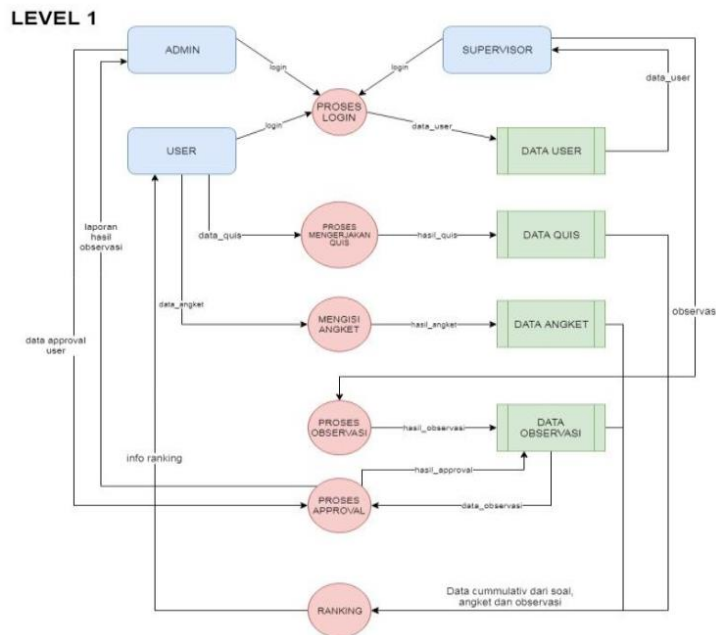 LEVEL 1
ADMIN
SUPERVISOR
login
login
data_user
PROSES
LOGIN
login
data_user
USER
DATA USER
laporan
hasil
observasi
data_quis
PROSES
MENGERJAKAN
QUIS
hasil_quis
DATA QUIS
data_angket
MENGISI
ANGKET
hasil_angket
DATA ANGKET
observas
data approval
user
PROSES
OBSERVASI
hasil_observasi
DATA
OBSERVASI
info ranking
hasil_approval
PROSES
APPROVAL
data_observasi
Data cummulativ dari soal,
angket dan observasi
RANKING